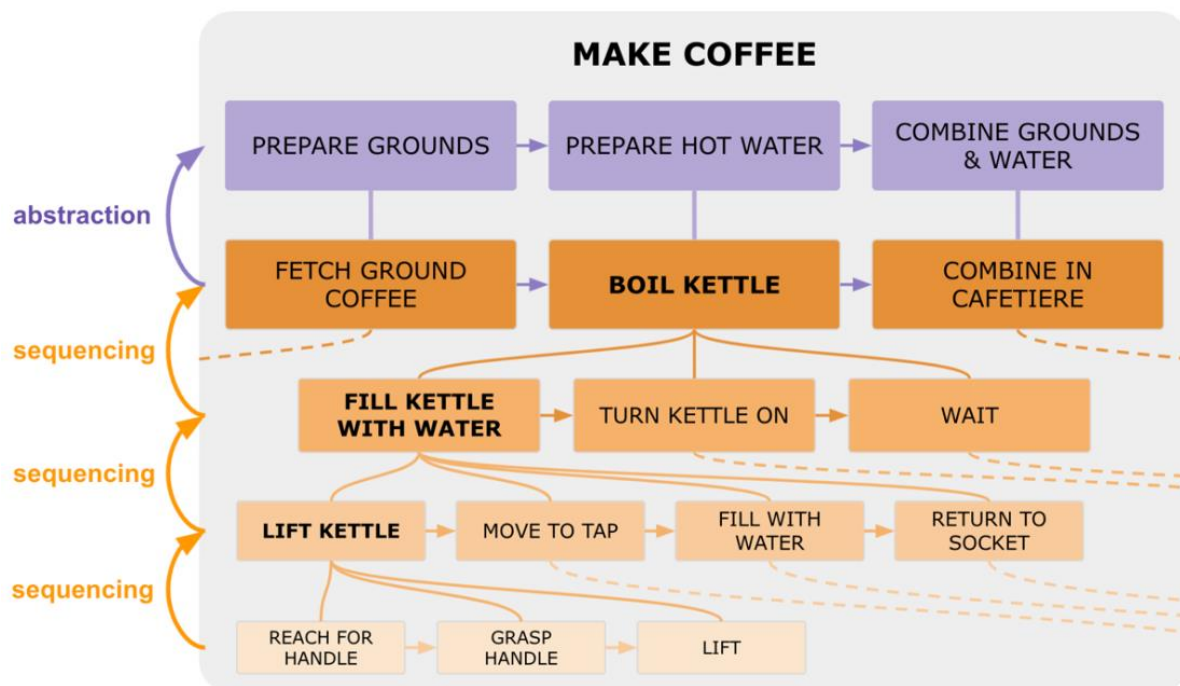 MAKE COFFEE
PREPARE GROUNDS
PREPARE HOT WATER
COMBINE GROUNDS
& WATER
abstraction
FETCH GROUND
COFFEE
BOIL KETTLE
COMBINE IN
CAFETIERE
sequencing
FILL KETTLE
WITH WATER
TURN KETTLE ON
WAIT
sequencing
LIFT KETTLE
MOVE TO TAP
FILL WITH
WATER
RETURN TO
SOCKET
sequencing
REACH FOR
HANDLE
GRASP
HANDLE
LIFT